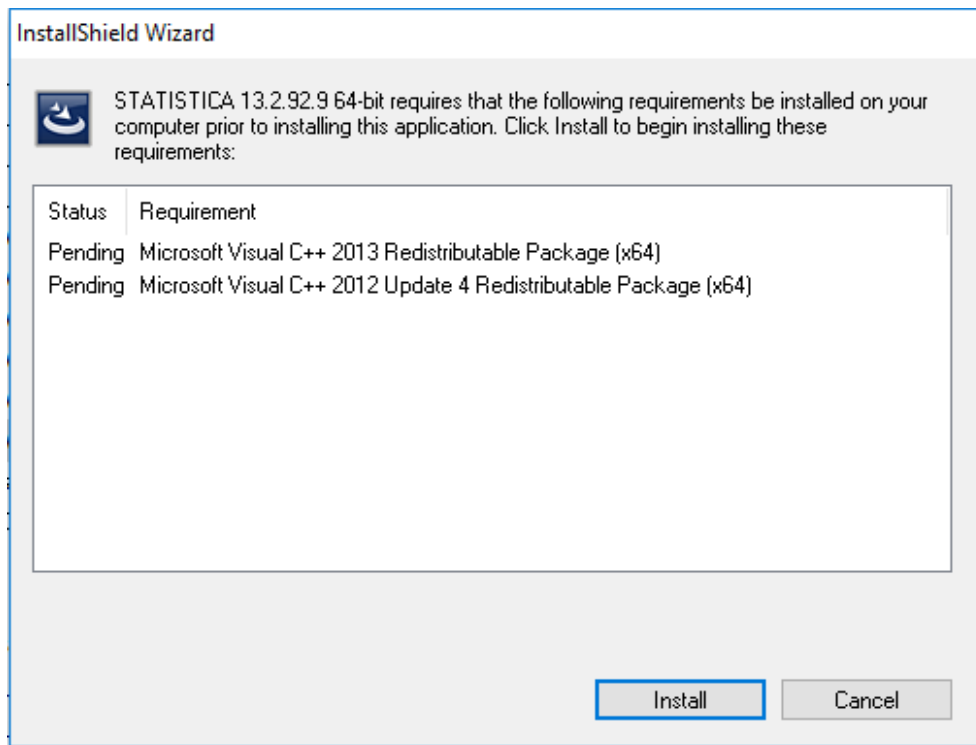 InstallShield Wizard
STATISTICA 13.2.92.9 64-bit requires that the following requirements be installed on your
computer prior to installing this application. Click Install to begin installing these
requirements:
Status Requirement
Pending Microsoft Visual C++ 2013 Redistributable Package (x64)
Pending Microsoft Visual C++ 2012 Update 4 Redistributable Package (x64)
Install Cancel